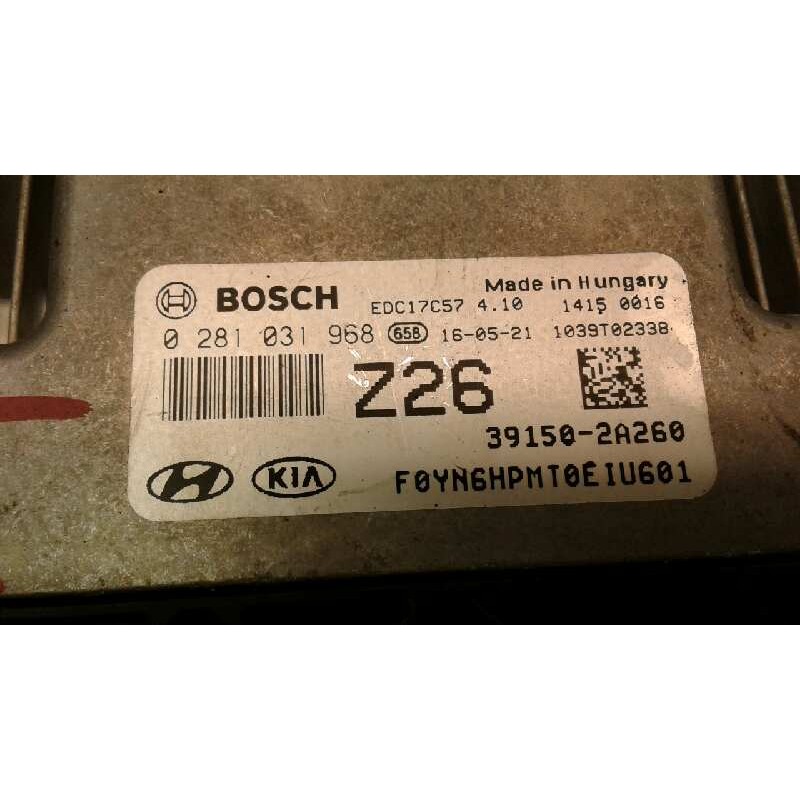 Made in Hungary
BOSCH EDC17C57 4.10 1415 0016
0 281 031 968 658 16-05-21 1039T02338
Z26
39150-2A260
KIA F0YN6HPMT0EIU601